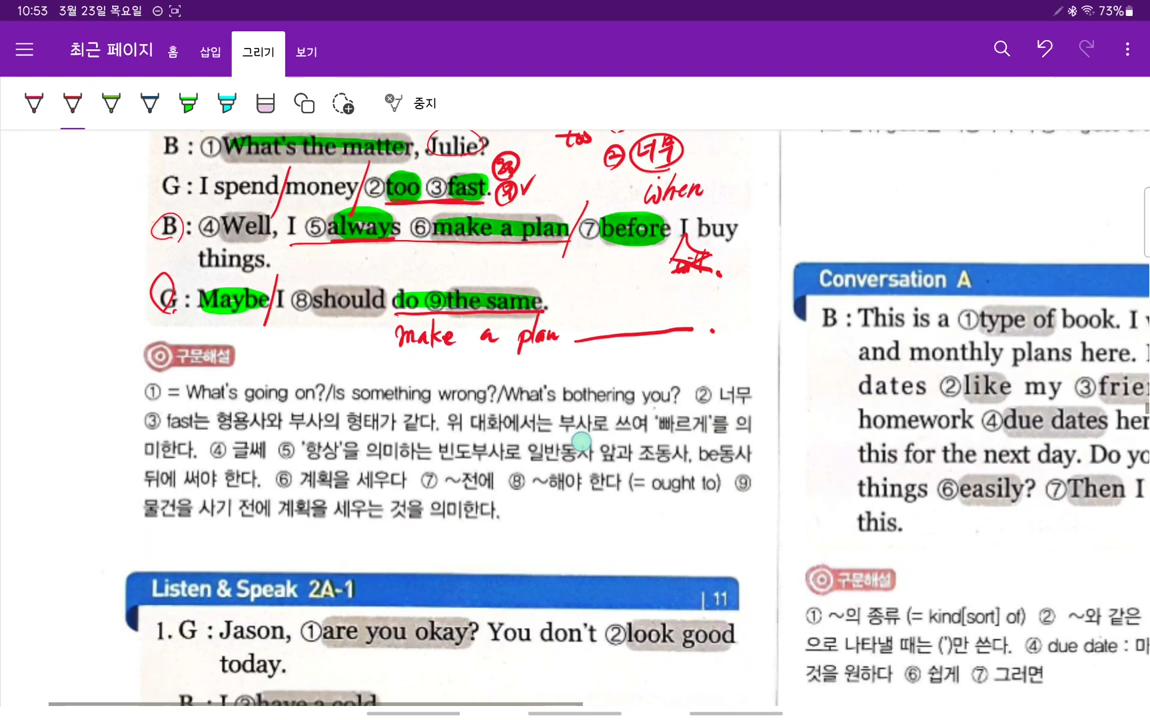 10:53 3월 23일 목요일 73%
최근 페이지 홈 삽입 그리기 보기
중지
B : ①What's the matter, Julie?
too ② 너무
G : I spend money ②too ③fast.
when
B : ④Well, I ⑤always ⑥make a plan ⑦before I buy
things.
G : Maybe I ⑧should do ⑨the same.
make a plan
구문해설
① = What's going on?/Is something wrong?/What's bothering you? ② 너무
③ fast는 형용사와 부사의 형태가 같다. 위 대화에서는 부사로 쓰여 '빠르게'를 의
미한다. ④ 글쎄 ⑤ '항상'을 의미하는 빈도부사로 일반동사 앞과 조동사, be동사
뒤에 써야 한다. ⑥ 계획을 세우다 ⑦ ~전에 ⑧ ~해야 한다 (= ought to) ⑨
물건을 사기 전에 계획을 세우는 것을 의미한다.
Listen & Speak 2A-1 | 11
1. G : Jason, ①are you okay? You don't ②look good
today.
B : I ③have a cold
Conversation A
B : This is a ①type of book. I
and monthly plans here.
dates ②like my ③frie
homework ④due dates her
this for the next day. Do yo
things ⑥easily? ⑦Then I
this.
구문해설
① ~의 종류 (= kind[sort] of) ② ~와 같은
으로 나타낼 때는 (')만 쓴다. ④ due date : 마
것을 원하다 ⑥ 쉽게 ⑦ 그러면